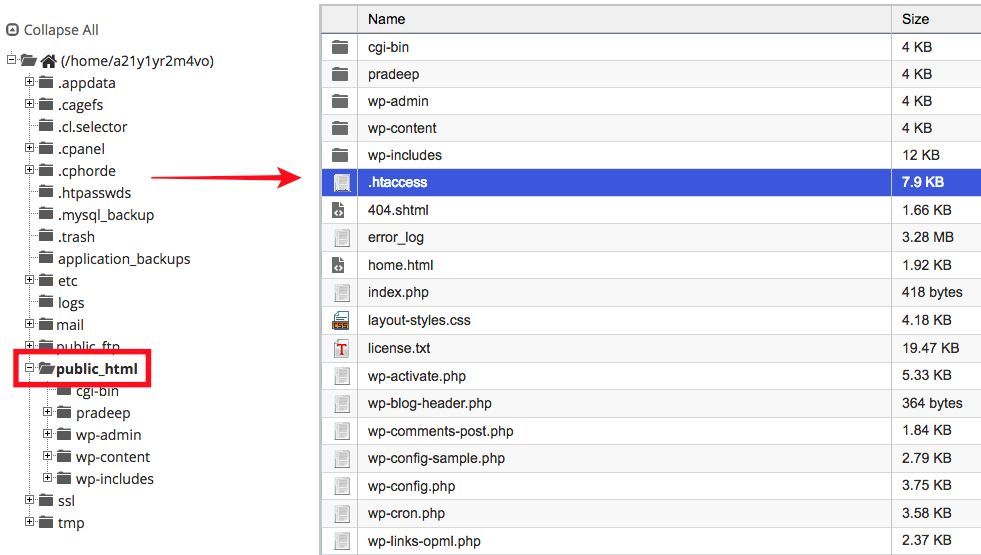 Collapse All
(/home/a21y1yr2m4vo)
.appdata
.cagefs
.cl.selector
.cpanel
.cphorde
.htpasswds
.mysql_backup
.trash
application_backups
etc
logs
mail
public_ftp
public_html
cgi-bin
pradeep
wp-admin
wp-content
wp-includes
ssl
tmp
Name Size
cgi-bin 4 KB
pradeep 4 KB
wp-admin 4 KB
wp-content 4 KB
wp-includes 12 KB
.htaccess 7.9 KB
404.shtml 1.66 KB
error_log 3.28 MB
home.html 1.92 KB
index.php 418 bytes
CSS layout-styles.css 4.18 KB
T license.txt 19.47 KB
wp-activate.php 5.33 KB
wp-blog-header.php 364 bytes
wp-comments-post.php 1.84 KB
wp-config-sample.php 2.79 KB
wp-config.php 3.75 KB
wp-cron.php 3.58 KB
wp-links-opml.php 2.37 KB